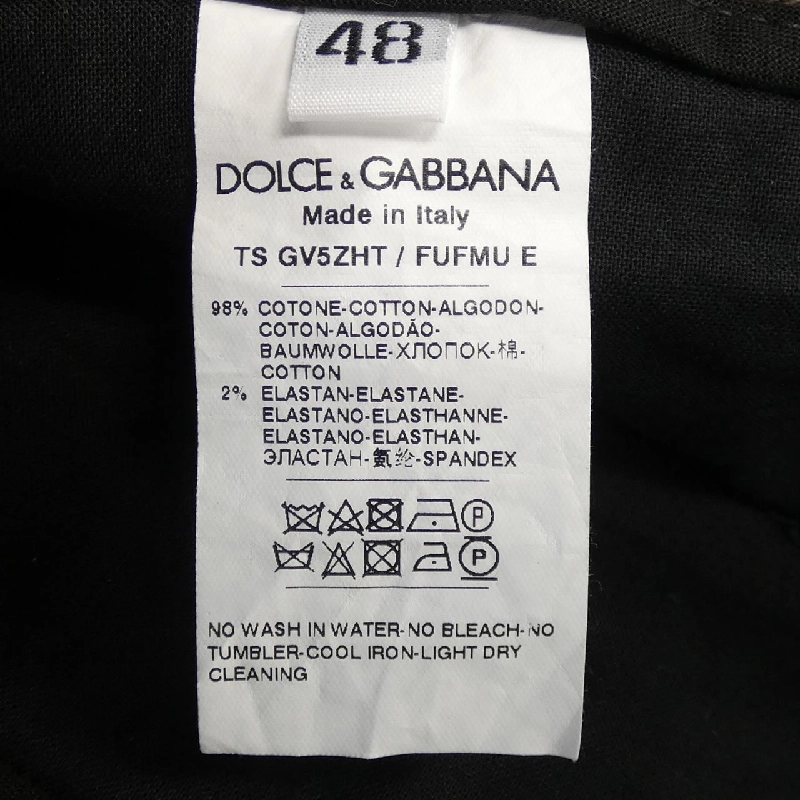 48
DOLCE & GABBANA
Made in Italy
TS GV5ZHT / FUFMU E
98% COTONE-COTTON-ALGODON-
COTON-ALGODÃO-
BAUMWOLLE-ХЛОПОК-棉-
COTTON
2% ELASTAN-ELASTANE-
ELASTANO-ELASTHANNE-
ELASTANO-ELASTHAN-
ЭЛАСТАН-氨纶-SPANDEX
P
P
NO WASH IN WATER-NO BLEACH-NO
TUMBLER-COOL IRON-LIGHT DRY
CLEANING